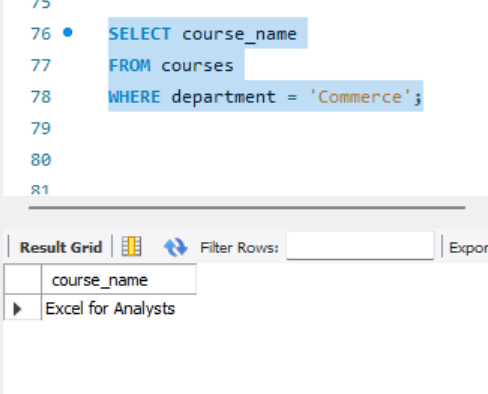 75
76 SELECT course_name
77 FROM courses
78 WHERE department = 'Commerce';
79
80
81
Result Grid Filter Rows: Expor
course_name
Excel for Analysts